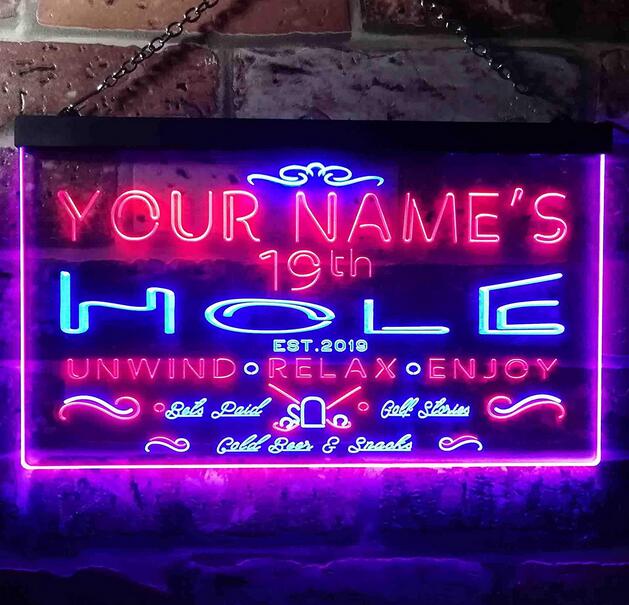 YOUR NAME'S
19th
HOLE
EST.2019
UNWIND • RELAX • ENJOY
Bets Paid • Golf Stories
Cold Beer & Snacks